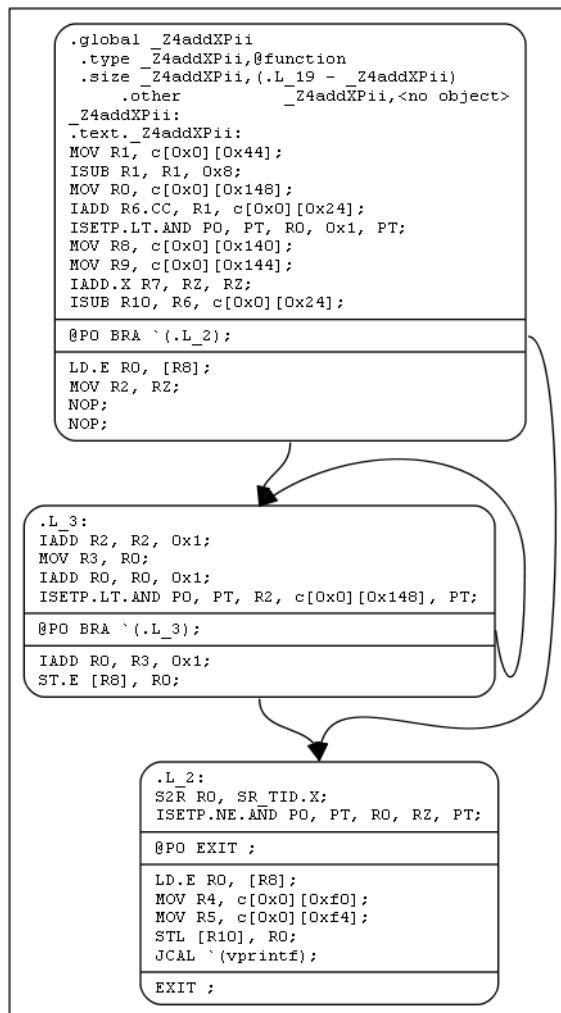 .global _Z4addXPii
.type _Z4addXPii,@function
.size _Z4addXPii,(.L_19 - _Z4addXPii)
.other _Z4addXPii,<no object>
_Z4addXPii:
.text._Z4addXPii:
MOV R1, c[0x0][0x44];
ISUB R1, R1, 0x8;
MOV R0, c[0x0][0x148];
IADD R6.CC, R1, c[0x0][0x24];
ISETP.LT.AND P0, PT, R0, 0x1, PT;
MOV R8, c[0x0][0x140];
MOV R9, c[0x0][0x144];
IADD.X R7, RZ, RZ;
ISUB R10, R6, c[0x0][0x24];
@P0 BRA `(.L_2);
LD.E R0, [R8];
MOV R2, RZ;
NOP;
NOP;
.L_3:
IADD R2, R2, 0x1;
MOV R3, R0;
IADD R0, R0, 0x1;
ISETP.LT.AND P0, PT, R2, c[0x0][0x148], PT;
@P0 BRA `(.L_3);
IADD R0, R3, 0x1;
ST.E [R8], R0;
.L_2:
S2R R0, SR_TID.X;
ISETP.NE.AND P0, PT, R0, RZ, PT;
@P0 EXIT ;
LD.E R0, [R8];
MOV R4, c[0x0][0xf0];
MOV R5, c[0x0][0xf4];
STL [R10], R0;
JCAL `(vprintf);
EXIT ;